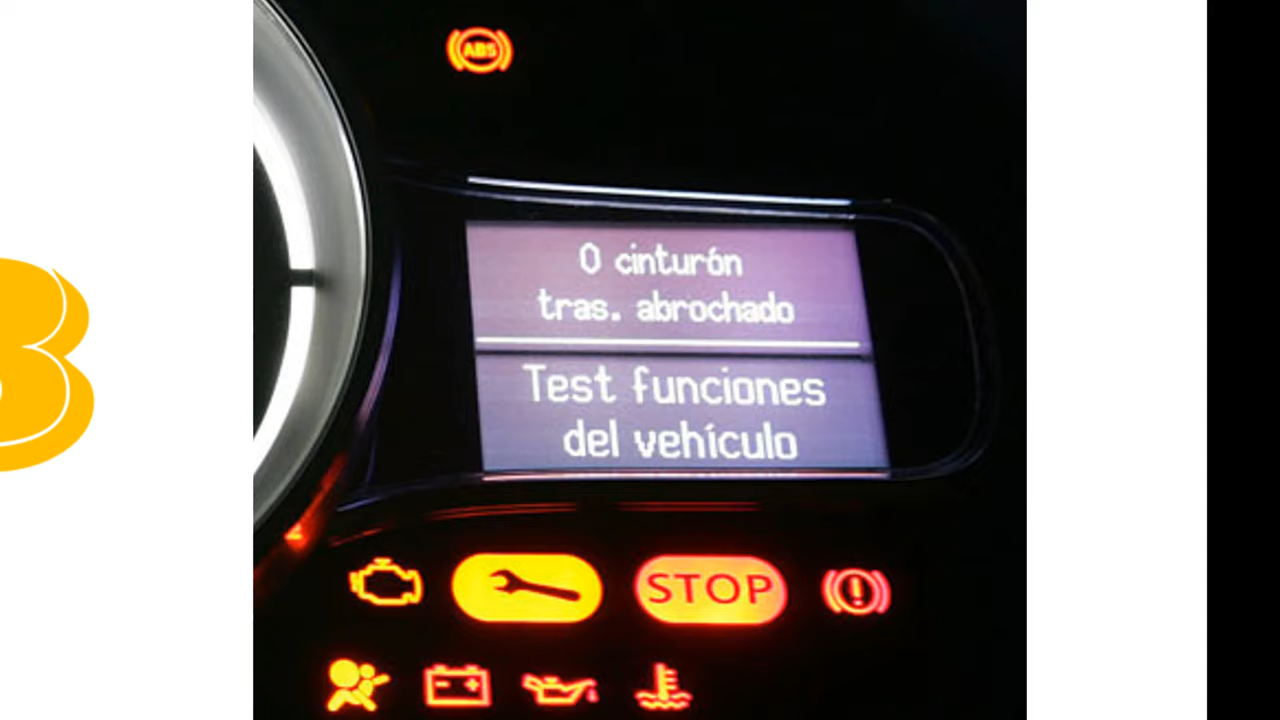 ABS
0 cinturón
tras. abrochado
Test funciones
del vehículo
STOP